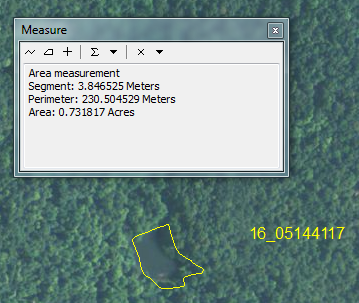 Measure
Area measurement
Segment: 3.846525 Meters
Perimeter: 230.504529 Meters
Area: 0.731817 Acres
16_05144117